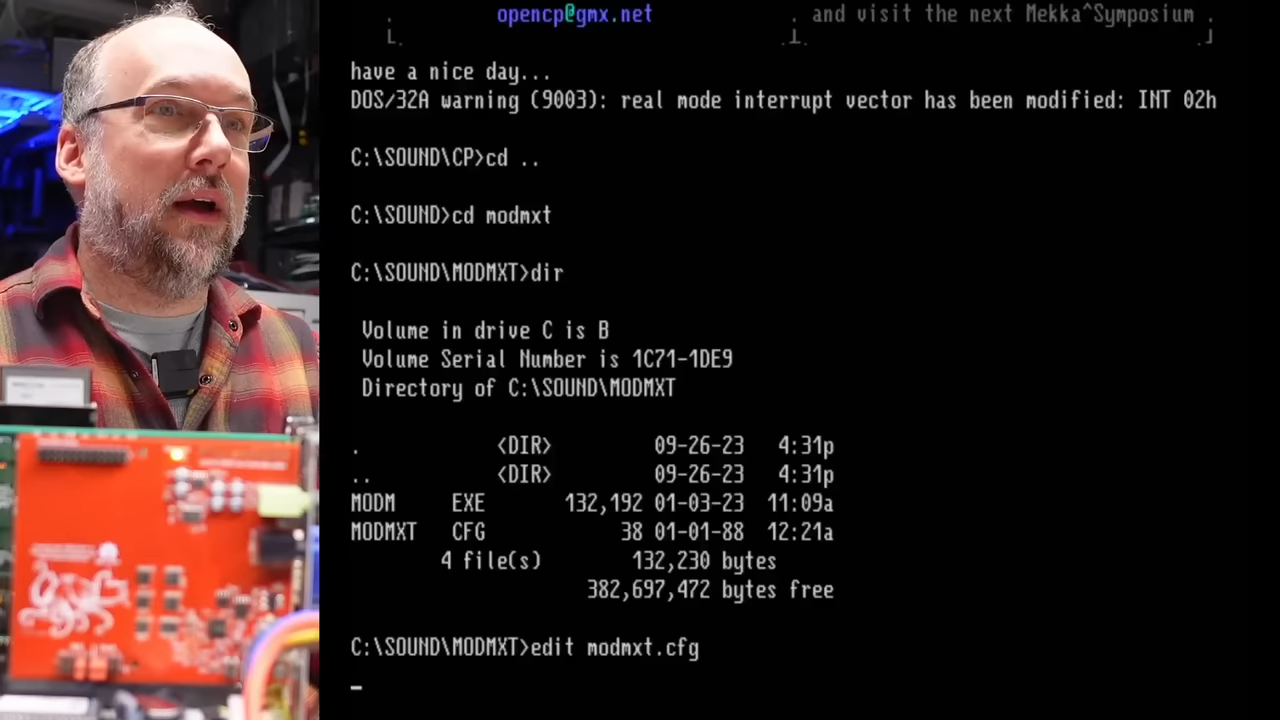 opencp@gmx.net . and visit the next Mekka^Symposium .
have a nice day...
DOS/32A warning (9003): real mode interrupt vector has been modified: INT 02h
C:\SOUND\CP>cd ..
C:\SOUND>cd modmxt
C:\SOUND\MODMXT>dir
Volume in drive C is B
Volume Serial Number is 1C71-1DE9
Directory of C:\SOUND\MODMXT
. <DIR> 09-26-23 4:31p
.. <DIR> 09-26-23 4:31p
MODM EXE 132,192 01-03-23 11:09a
MODMXT CFG 38 01-01-88 12:21a
4 file(s) 132,230 bytes
382,697,472 bytes free
C:\SOUND\MODMXT>edit modmxt.cfg